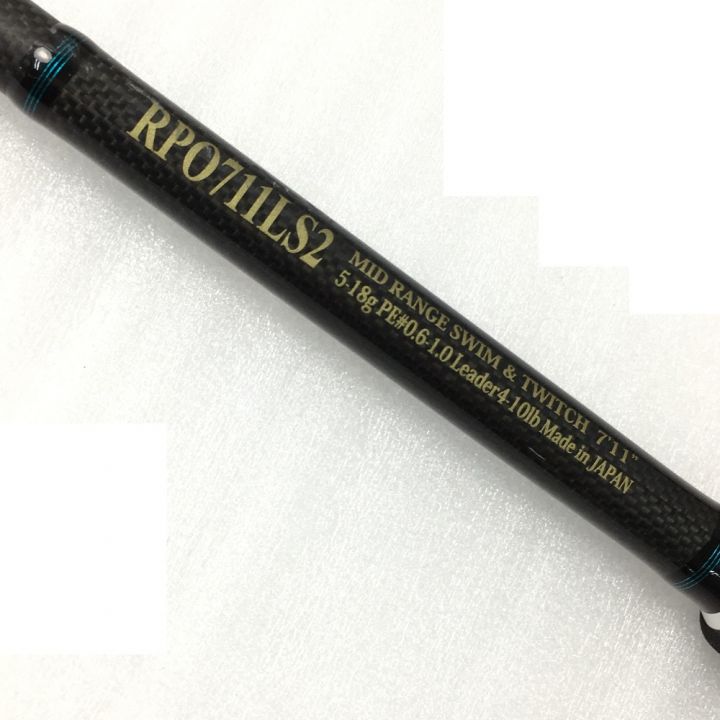 RPO711LS2
MID RANGE SWIM & TWITCH 7'11"
5-18g PE#0.6-1.0 Leader4-10lb Made in JAPAN